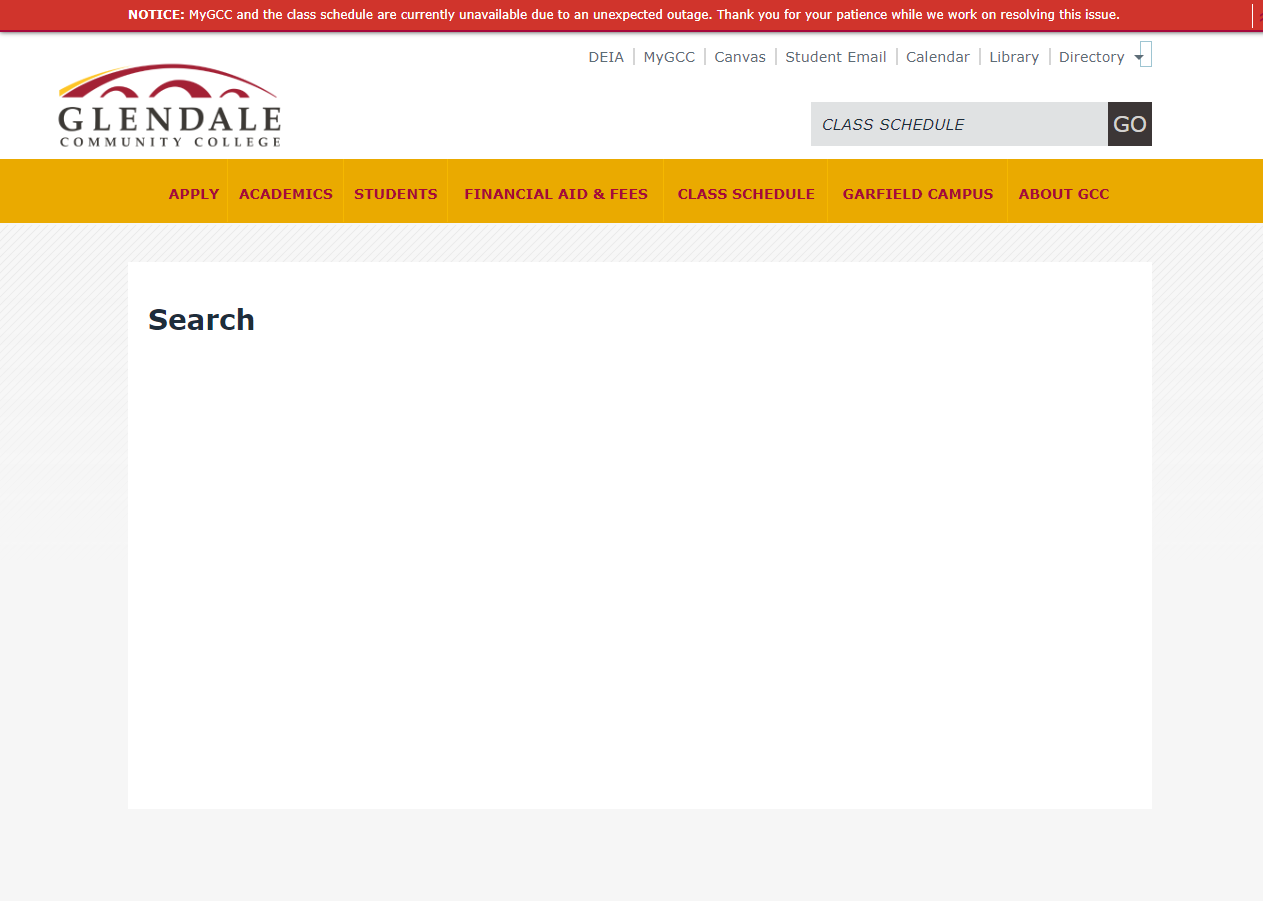 NOTICE: MyGCC and the class schedule are currently unavailable due to an unexpected outage. Thank you for your patience while we work on resolving this issue.
DEIA MyGCC Canvas Student Email Calendar Library Directory
GLENDALE
COMMUNITY COLLEGE
CLASS SCHEDULE GO
APPLY ACADEMICS STUDENTS FINANCIAL AID & FEES CLASS SCHEDULE GARFIELD CAMPUS ABOUT GCC
Search